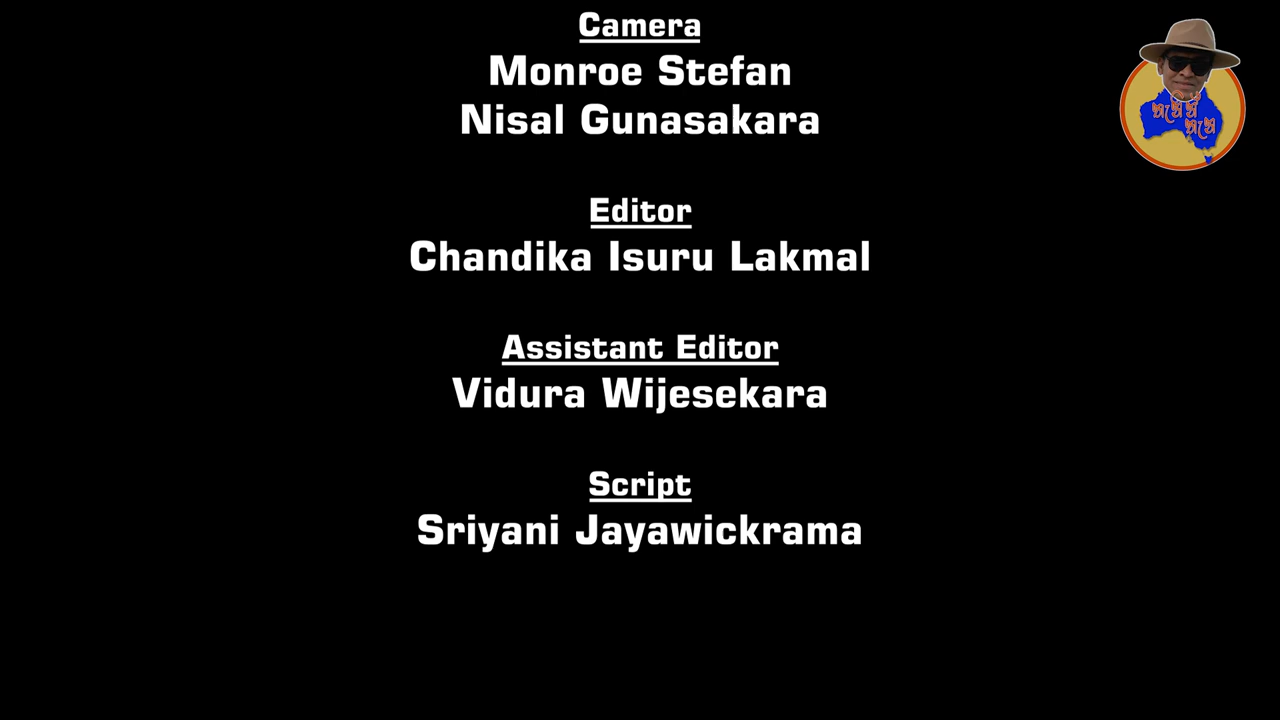 Camera
Monroe Stefan
Nisal Gunasakara
Editor
Chandika Isuru Lakmal
Assistant Editor
Vidura Wijesekara
Script
Sriyani Jayawickrama